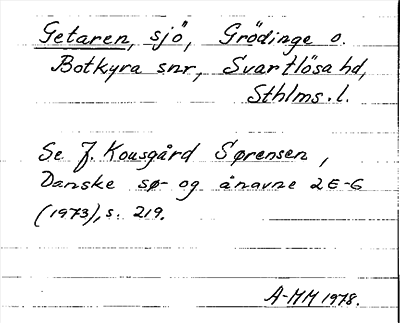 Getaren, sjö, Grödinge o.
Botkyra snr, Svartlösa hd,
Sthlms. l.
Se J. Kousgård Sørensen,
Danske sø- og ånavne 2 E-G
(1973), s. 219.
A-MM 1978.